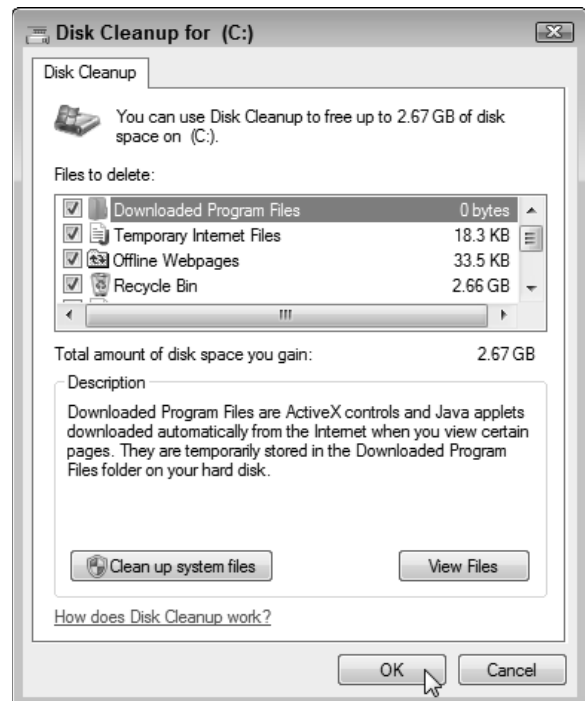 Disk Cleanup for (C:)
Disk Cleanup
You can use Disk Cleanup to free up to 2.67 GB of disk
space on (C:).
Files to delete:
Downloaded Program Files 0 bytes
Temporary Internet Files 18.3 KB
Offline Webpages 33.5 KB
Recycle Bin 2.66 GB
Total amount of disk space you gain: 2.67 GB
Description
Downloaded Program Files are ActiveX controls and Java applets
downloaded automatically from the Internet when you view certain
pages. They are temporarily stored in the Downloaded Program
Files folder on your hard disk.
Clean up system files View Files
How does Disk Cleanup work?
OK Cancel